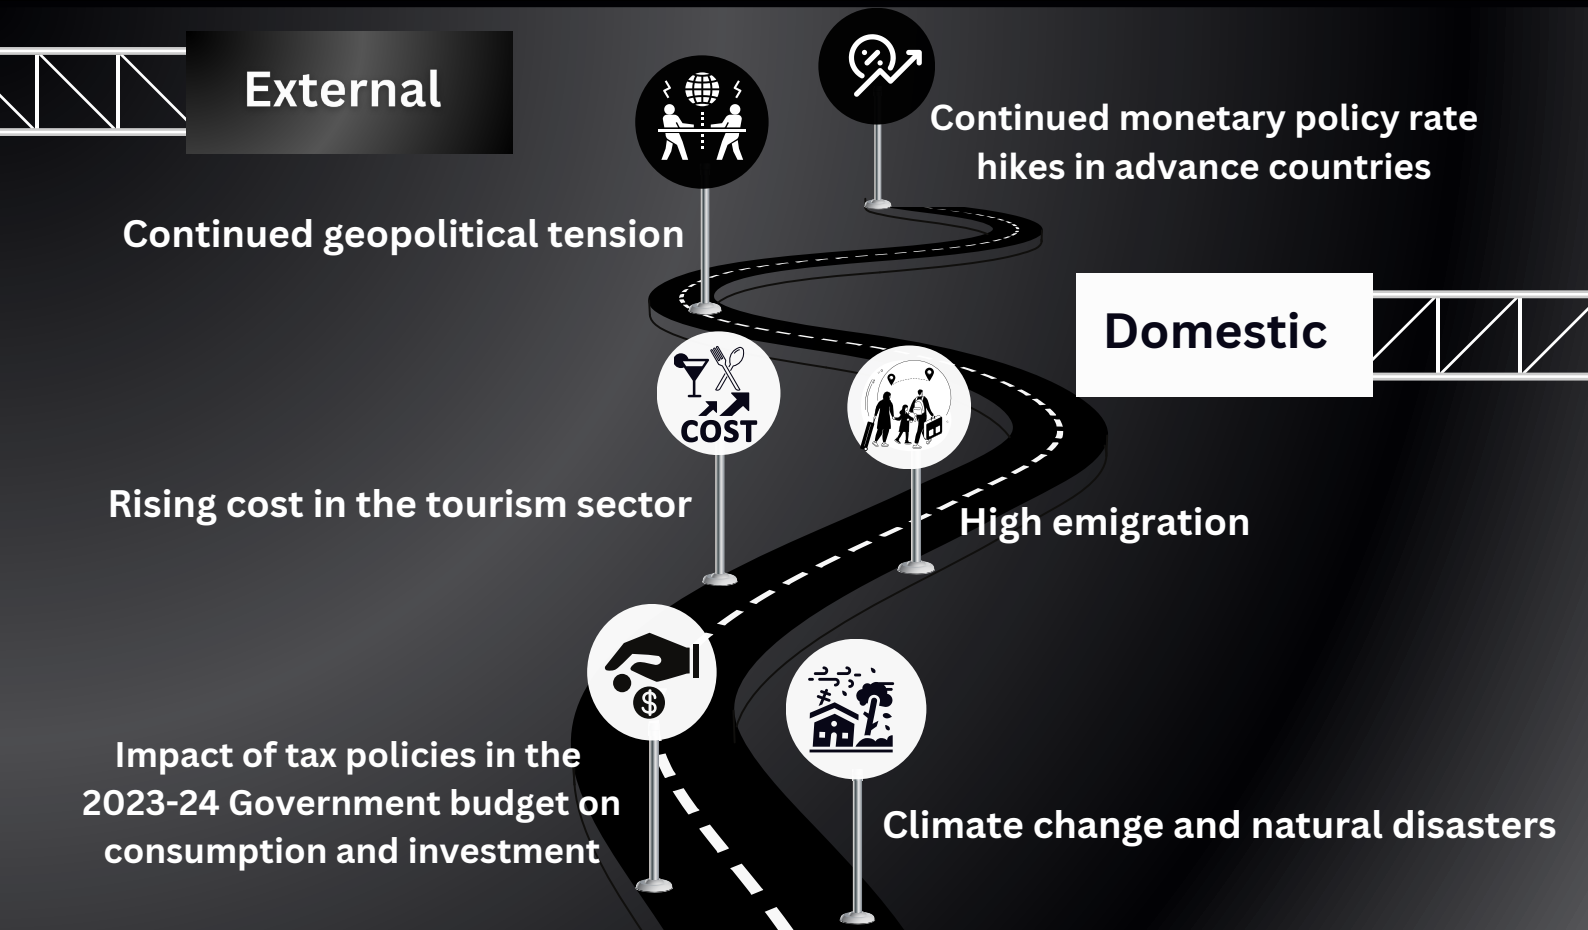 External
Continued monetary policy rate
hikes in advance countries
Continued geopolitical tension
Domestic
COST
Rising cost in the tourism sector
High emigration
$
Impact of tax policies in the
2023-24 Government budget on
consumption and investment
Climate change and natural disasters